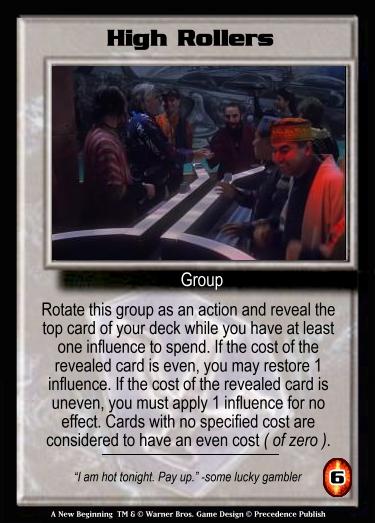 High Rollers
Group
Rotate this group as an action and reveal the
top card of your deck while you have at least
one influence to spend. If the cost of the
revealed card is even, you may restore 1
influence. If the cost of the revealed card is
uneven, you must apply 1 influence for no
effect. Cards with no specified cost are
considered to have an even cost ( of zero ).
"I am hot tonight. Pay up." -some lucky gambler
6
A New Beginning TM & © Warner Bros. Game Design © Precedence Publish